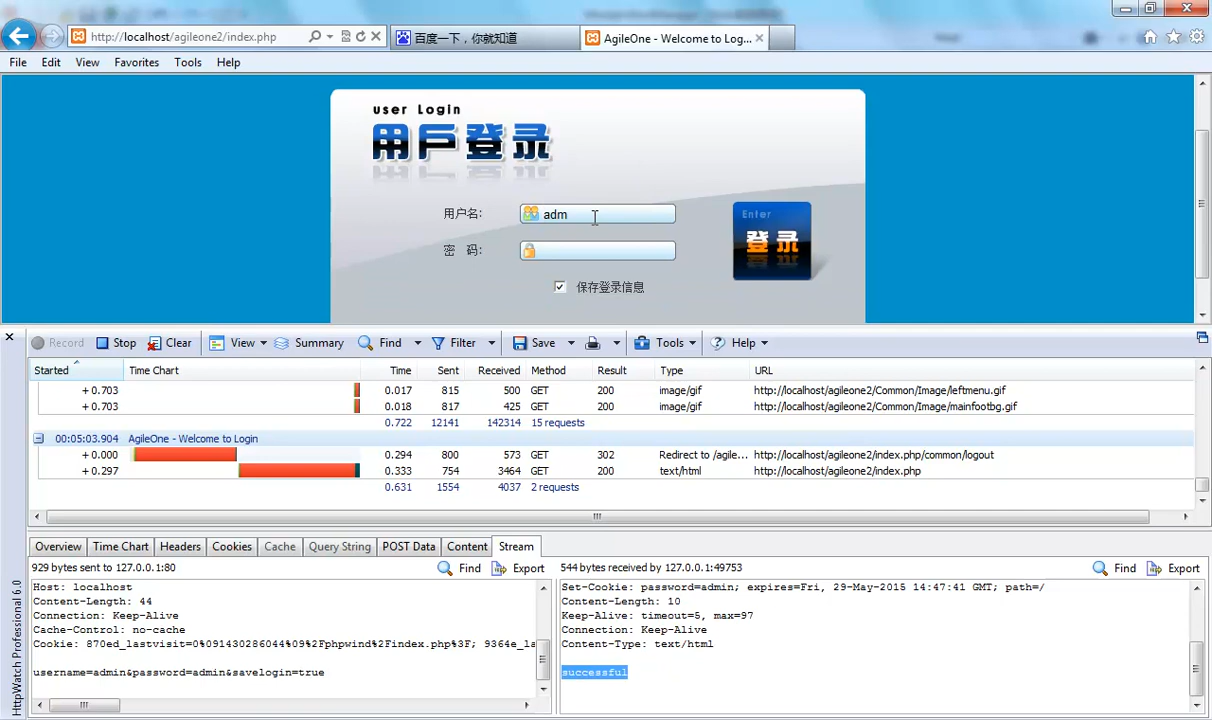 http://localhost/agileone2/index.php
百度一下，你就知道
AgileOne - Welcome to Log...
File Edit View Favorites Tools Help
user Login
用戶登录
用户名: adm
密 码:
Enter
登录
保存登录信息
Record Stop Clear View Summary Find Filter Save Tools Help
Started Time Chart Time Sent Received Method Result Type URL
+ 0.703 0.017 815 500 GET 200 image/gif http://localhost/agileone2/Common/Image/leftmenu.gif
+ 0.703 0.018 817 425 GET 200 image/gif http://localhost/agileone2/Common/Image/mainfootbg.gif
0.722 12141 142314 15 requests
00:05:03.904 AgileOne - Welcome to Login
+ 0.000 0.294 800 573 GET 302 Redirect to /agile... http://localhost/agileone2/index.php/common/logout
+ 0.297 0.333 754 3464 GET 200 text/html http://localhost/agileone2/index.php
0.631 1554 4037 2 requests
Overview Time Chart Headers Cookies Cache Query String POST Data Content Stream
929 bytes sent to 127.0.0.1:80 Find Export
Host: localhost
Content-Length: 44
Connection: Keep-Alive
Cache-Control: no-cache
Cookie: 870ed_lastvisit=0%091430286044%09%2Fphpwind%2Findex.php%3F; 9364e_la
username=admin&password=admin&savelogin=true
544 bytes received by 127.0.0.1:49753 Find Export
Set-Cookie: password=admin; expires=Fri, 29-May-2015 14:47:41 GMT; path=/
Content-Length: 10
Keep-Alive: timeout=5, max=97
Connection: Keep-Alive
Content-Type: text/html
successful
HttpWatch Professional 6.0